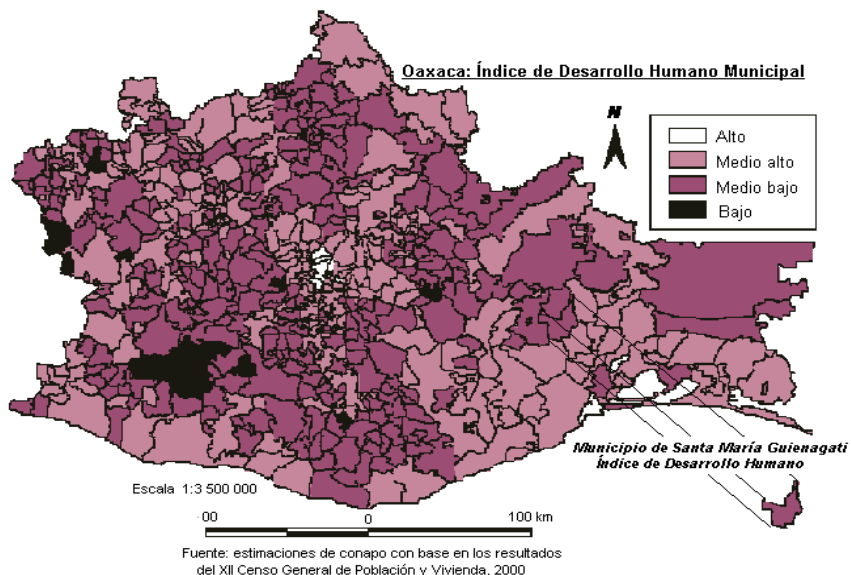 Oaxaca: Índice de Desarrollo Humano Municipal
N
Alto
Medio alto
Medio bajo
Bajo
Municipio de Santa María Guienagati
Índice de Desarrollo Humano
Escala 1:3 500 000
00 0 100 km
Fuente: estimaciones de conapo con base en los resultados
del XII Censo General de Población y Vivienda, 2000